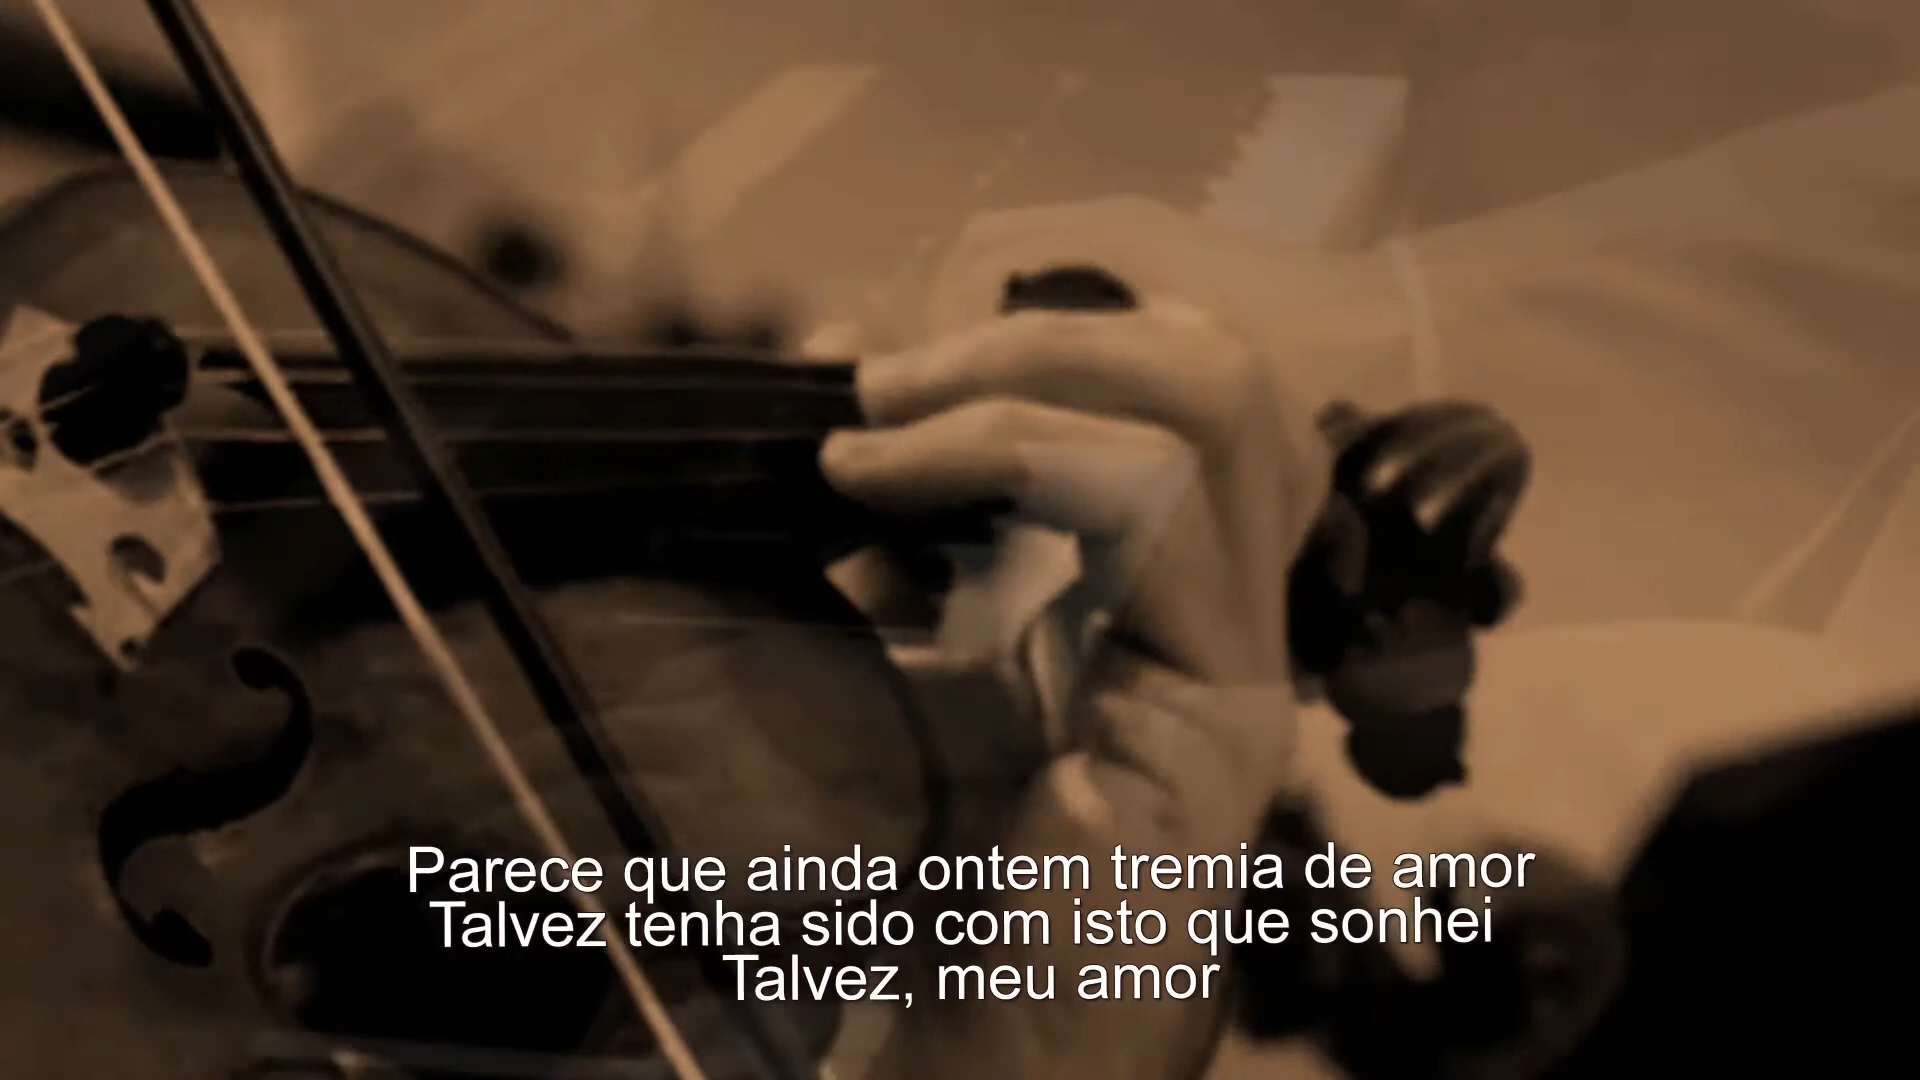 Parece que ainda ontem tremia de amor
Talvez tenha sido com isto que sonhei
Talvez, meu amor